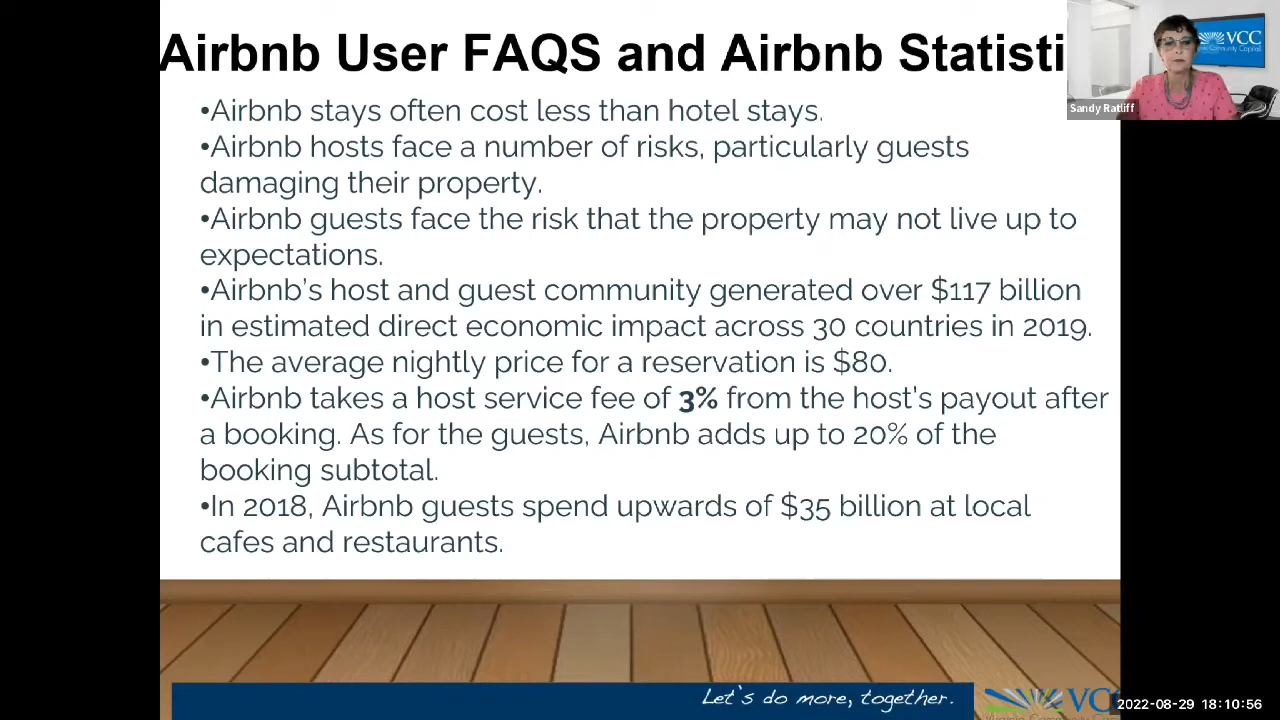 Airbnb User FAQS and Airbnb Statisti
VCC
Community Capital
Sandy Ratliff
•Airbnb stays often cost less than hotel stays.
•Airbnb hosts face a number of risks, particularly guests
damaging their property.
•Airbnb guests face the risk that the property may not live up to
expectations.
•Airbnb's host and guest community generated over $117 billion
in estimated direct economic impact across 30 countries in 2019.
•The average nightly price for a reservation is $80.
•Airbnb takes a host service fee of 3% from the host's payout after
a booking. As for the guests, Airbnb adds up to 20% of the
booking subtotal.
•In 2018, Airbnb guests spend upwards of $35 billion at local
cafes and restaurants.
Let's do more, together.
VCC
2022-08-29 18:10:56